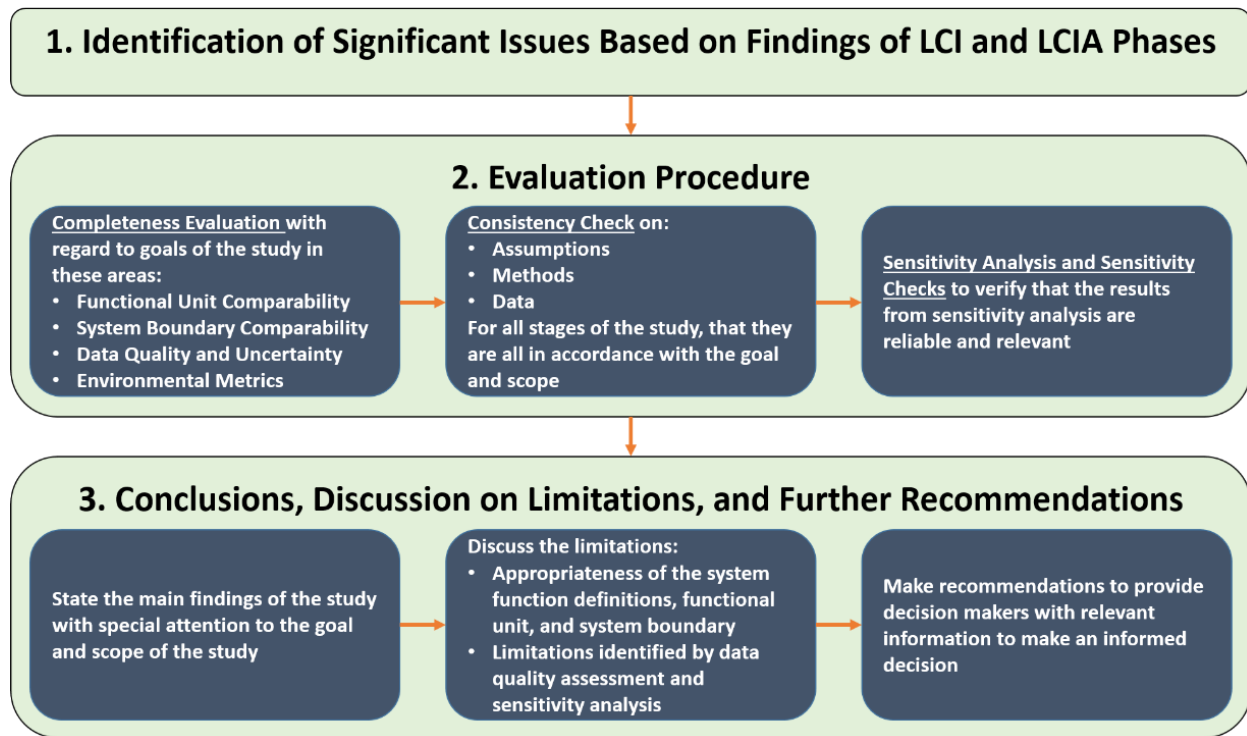 1. Identification of Significant Issues Based on Findings of LCI and LCIA Phases
2. Evaluation Procedure
Completeness Evaluation with
regard to goals of the study in
these areas:
• Functional Unit Comparability
• System Boundary Comparability
• Data Quality and Uncertainty
• Environmental Metrics
Consistency Check on:
• Assumptions
• Methods
• Data
For all stages of the study, that they
are all in accordance with the goal
and scope
Sensitivity Analysis and Sensitivity
Checks to verify that the results
from sensitivity analysis are
reliable and relevant
3. Conclusions, Discussion on Limitations, and Further Recommendations
State the main findings of the study
with special attention to the goal
and scope of the study
Discuss the limitations:
• Appropriateness of the system
function definitions, functional
unit, and system boundary
• Limitations identified by data
quality assessment and
sensitivity analysis
Make recommendations to provide
decision makers with relevant
information to make an informed
decision